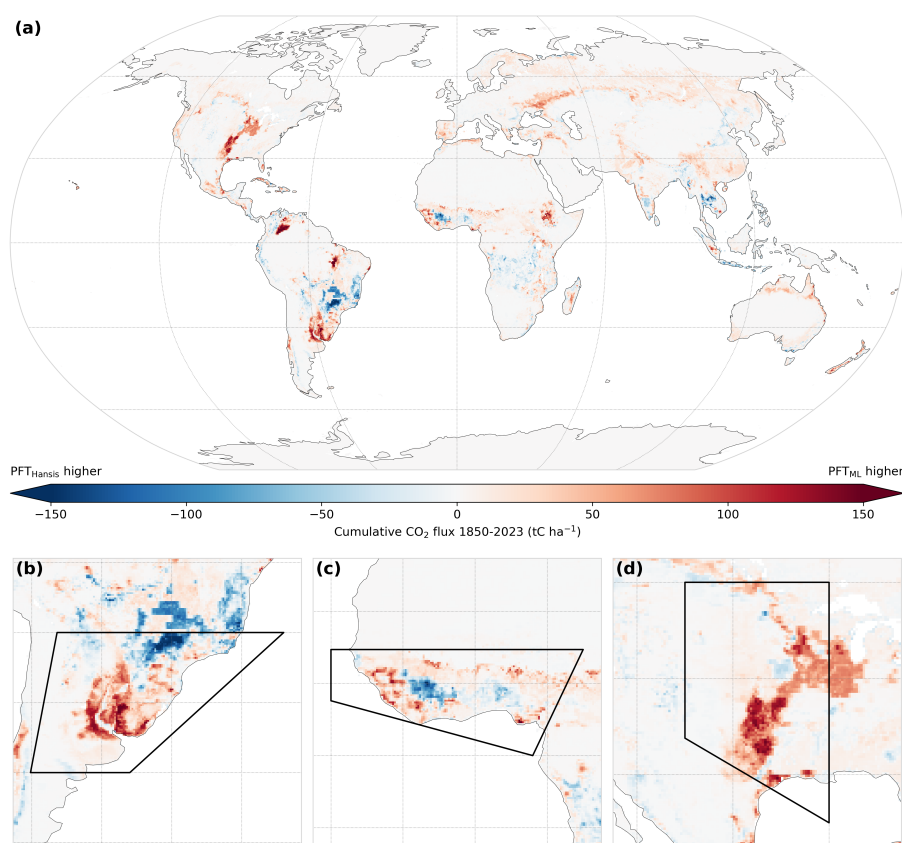 (a)
PFT_Hansis higher
PFT_ML higher
−150 −100 −50 0 50 100 150
Cumulative CO₂ flux 1850-2023 (tC ha⁻¹)
(b) (c) (d)